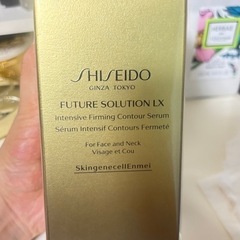 SHISEIDO
GINZA TOKYO
FUTURE SOLUTION LX
Intensive Firming Contour Serum
Sérum Intensif Contours Fermeté
For Face and Neck
Visage et Cou
SkingenecellEnmei